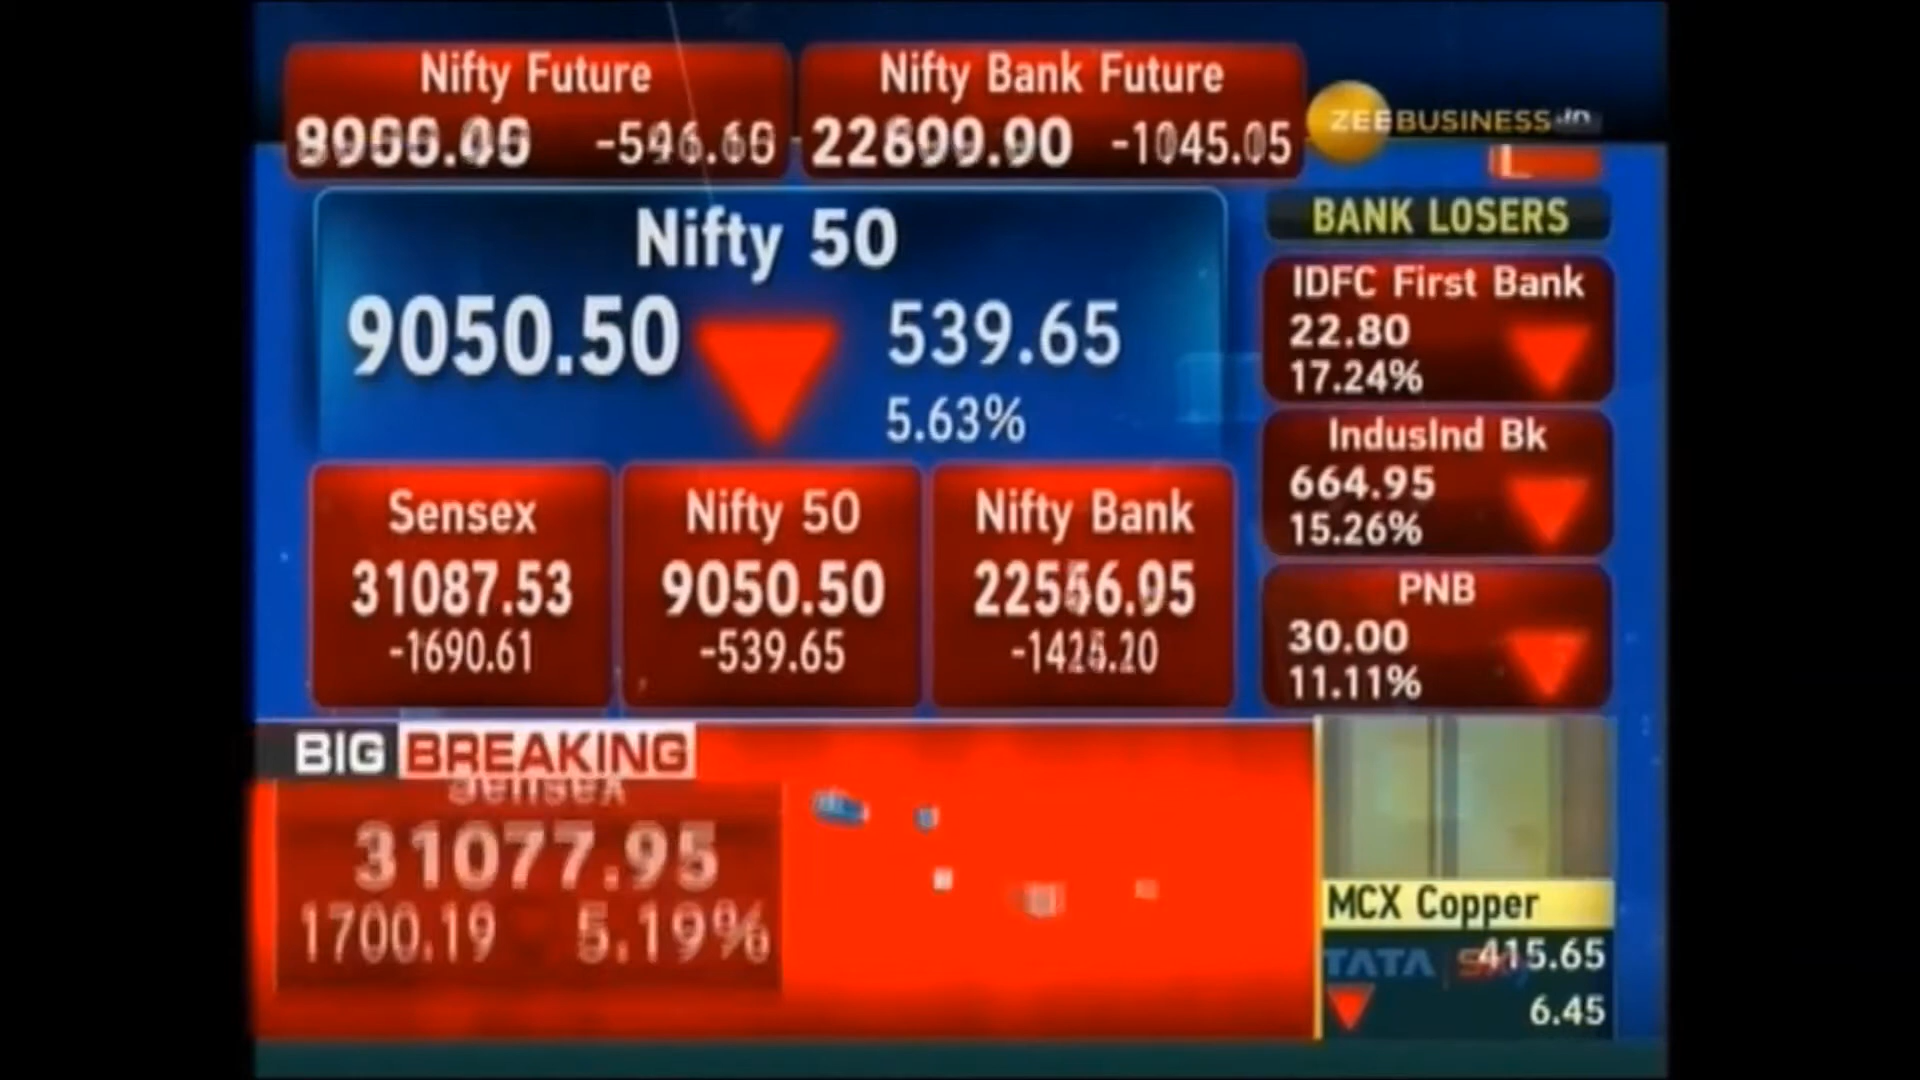 Nifty Future
Nifty Bank Future
-1045.05
ZEEBUSINESS
Nifty 50
9050.50
539.65
5.63%
BANK LOSERS
IDFC First Bank
22.80
17.24%
IndusInd Bk
664.95
15.26%
PNB
30.00
11.11%
Sensex
31087.53
-1690.61
Nifty 50
9050.50
-539.65
Nifty Bank
BIG BREAKING
Sensex
31077.95
1700.19 5.19%
MCX Copper
TATA SKY
415.65
6.45